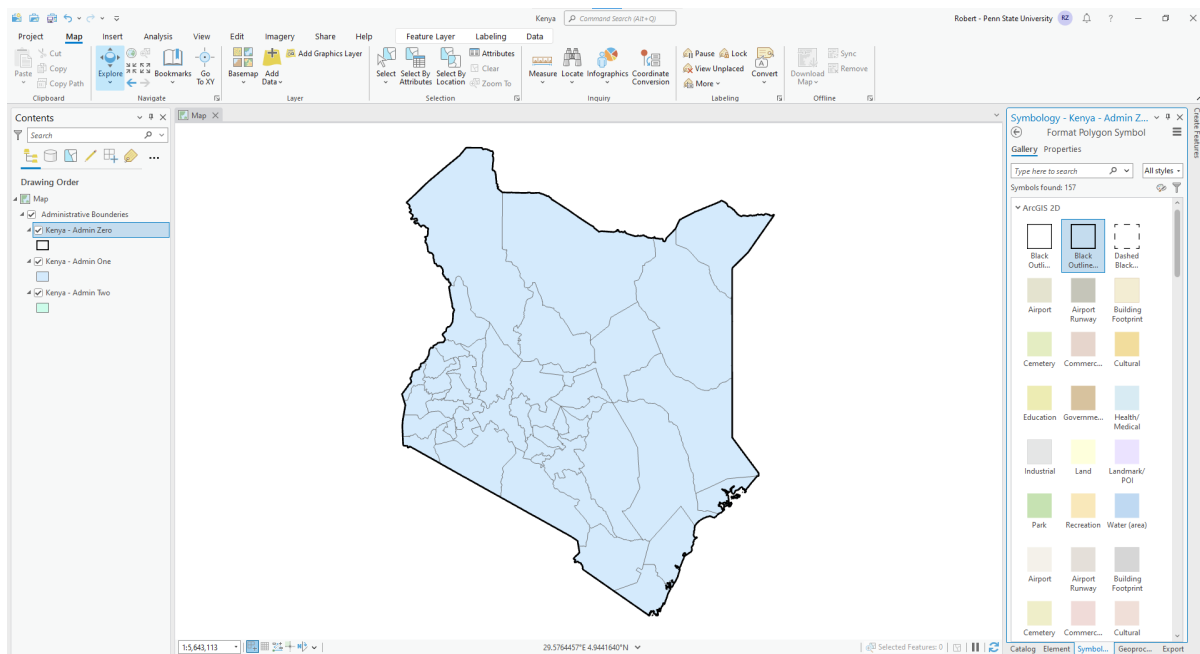 Kenya
Command Search (Alt+Q)
Robert - Penn State University
RZ
?
Project
Map
Insert
Analysis
View
Edit
Imagery
Share
Help
Feature Layer
Labeling
Data
Paste
Cut
Copy
Copy Path
Clipboard
Explore
Bookmarks
Go
To XY
Navigate
Basemap
Add
Data
Add Graphics Layer
Layer
Select
Select By
Attributes
Select By
Location
Attributes
Clear
Zoom To
Selection
Measure
Locate
Infographics
Coordinate
Conversion
Inquiry
Pause
Lock
View Unplaced
More
Convert
Labeling
Download
Map
Sync
Remove
Offline
Contents
Search
Drawing Order
Map
Administrative Bounderies
Kenya - Admin Zero
Kenya - Admin One
Kenya - Admin Two
Map
1:5,643,113
29.5764457°E 4.9441640°N
Selected Features: 0
Symbology - Kenya - Admin Z...
Format Polygon Symbol
Gallery
Properties
Type here to search
All styles
Symbols found: 157
ArcGIS 2D
Black
Outli...
Black
Outline...
Dashed
Black...
Airport
Airport
Runway
Building
Footprint
Cemetery
Commerc...
Cultural
Education
Governme...
Health/
Medical
Industrial
Land
Landmark/
POI
Park
Recreation
Water (area)
Airport
Airport
Runway
Building
Footprint
Cemetery
Commerc...
Cultural
Catalog
Element
Symbol...
Geoproc...
Export
Create Features